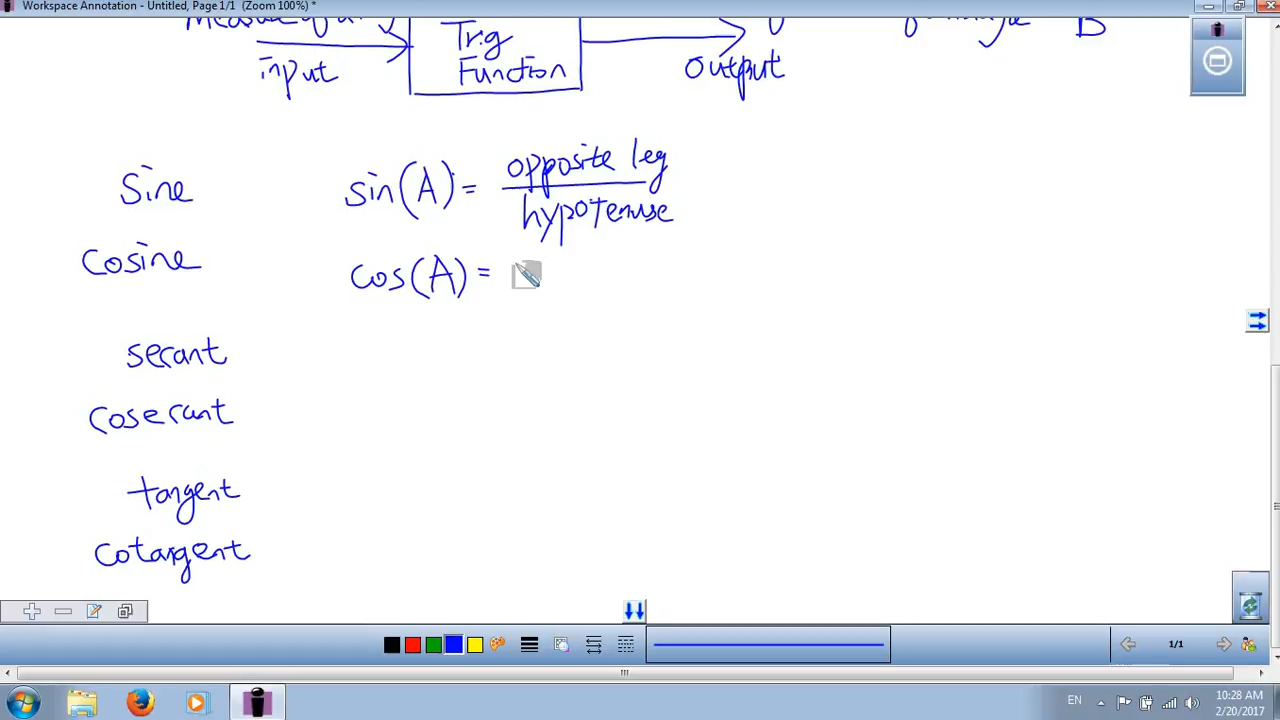 Workspace Annotation - Untitled, Page 1/1 (Zoom 100%) *
Trig
Function
input
output
B
Sine
sin(A) = opposite leg
hypotenuse
Cosine
cos(A) =
secant
cosecant
tangent
cotangent
1/1
EN
10:28 AM
2/20/2017